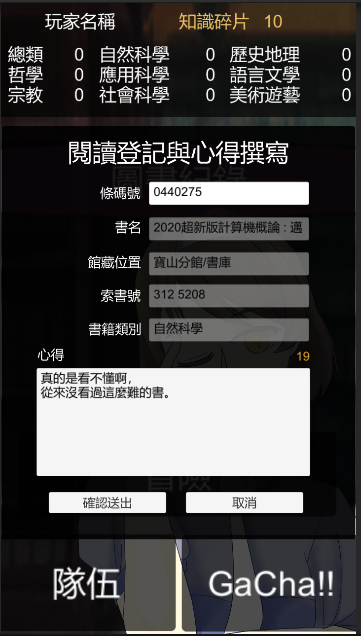 玩家名稱 知識碎片 10
總類 0 自然科學 0 歷史地理 0
哲學 0 應用科學 0 語言文學 0
宗教 0 社會科學 0 美術遊藝 0
閱讀登記與心得撰寫
圖書紀錄
條碼號 0440275
書名 2020超新版計算機概論 : 邁
館藏位置 寶山分館/書庫
索書號 312 5208
書籍類別 自然科學
心得 19
真的是看不懂啊,
從來沒看過這麼難的書。
冒險
確認送出 取消
隊伍 GaCha!!